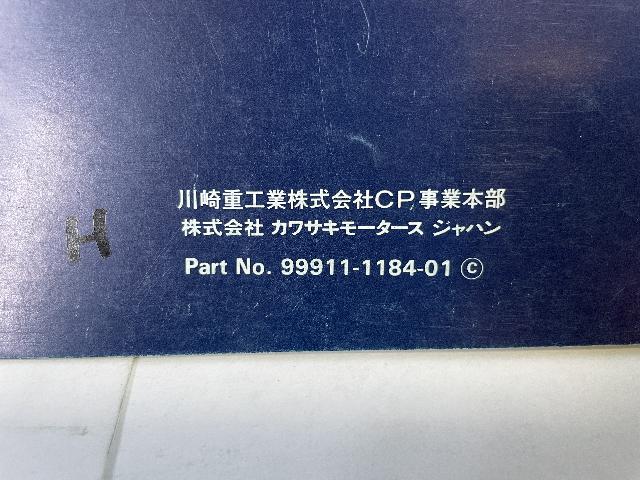 川崎重工業株式会社CP事業本部
株式会社 カワサキモータース ジャパン
Part No. 99911-1184-01 ©
H